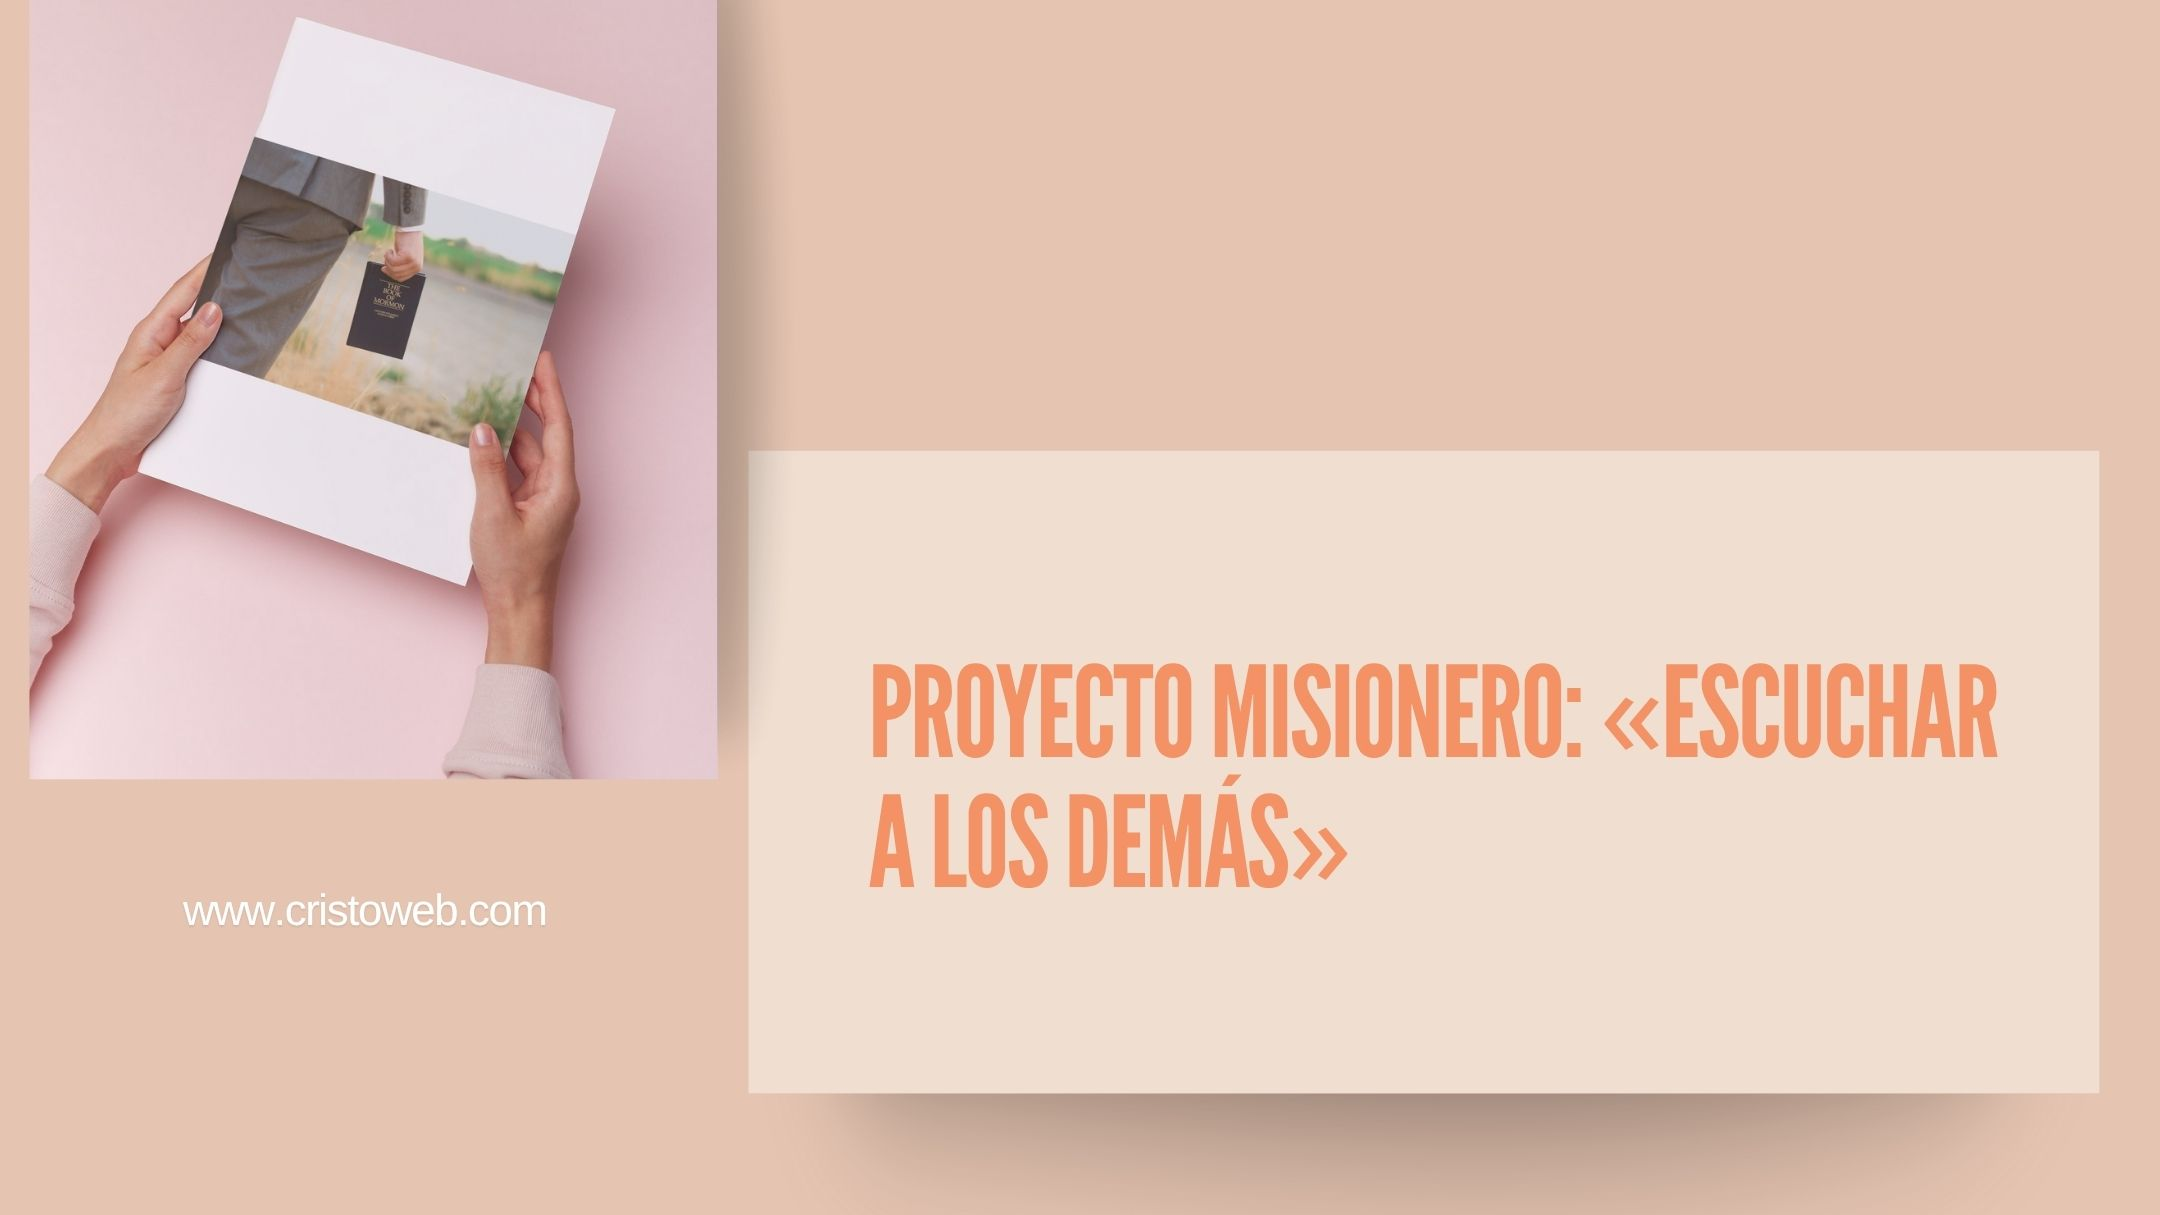 THE
BOOK
OF
MORMON
PROYECTO MISIONERO: «ESCUCHAR
A LOS DEMÁS»
www.cristoweb.com